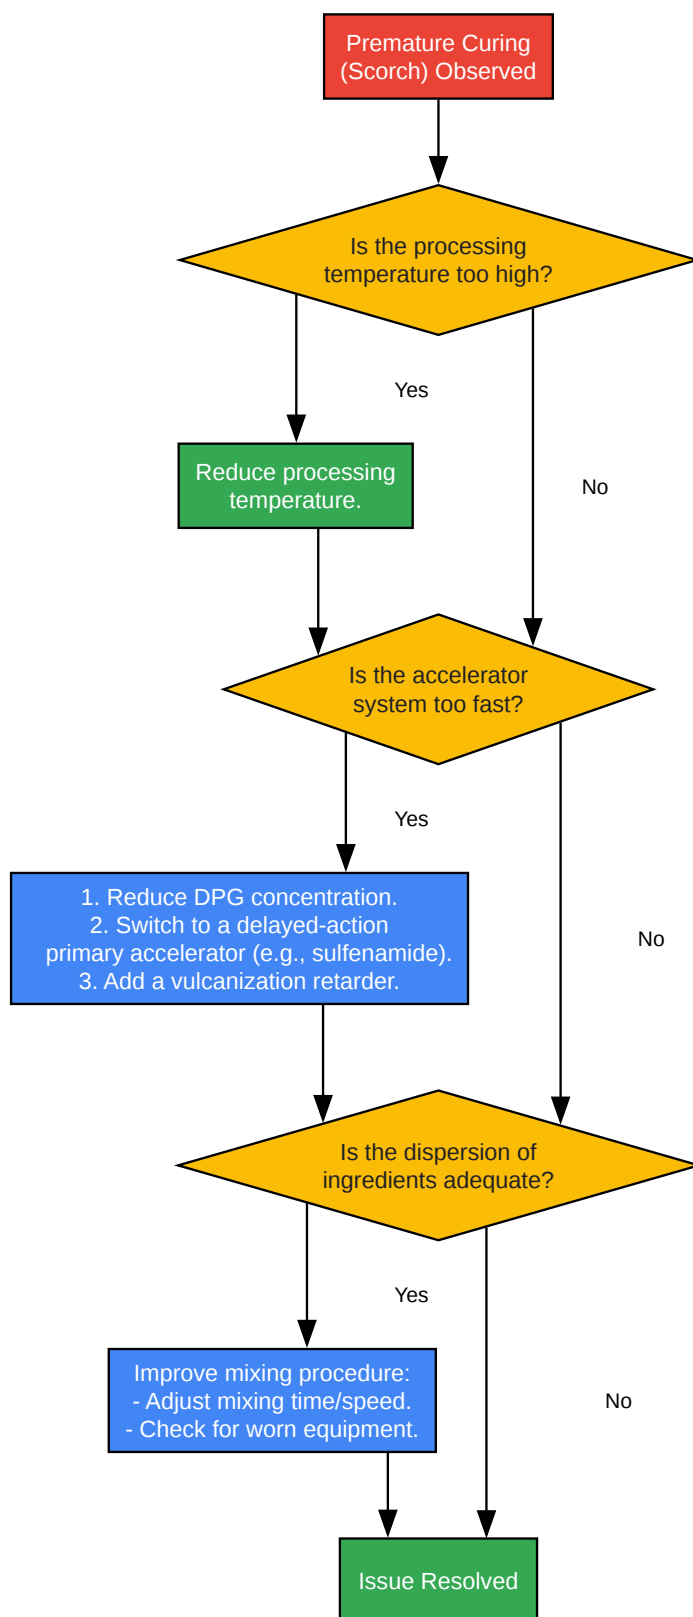 Premature Curing
(Scorch) Observed
Is the processing
temperature too high?
Yes
Reduce processing
temperature.
No
Is the accelerator
system too fast?
Yes
1. Reduce DPG concentration.
2. Switch to a delayed-action
primary accelerator (e.g., sulfenamide).
3. Add a vulcanization retarder.
No
Is the dispersion of
ingredients adequate?
Yes
Improve mixing procedure:
- Adjust mixing time/speed.
- Check for worn equipment.
No
Issue Resolved